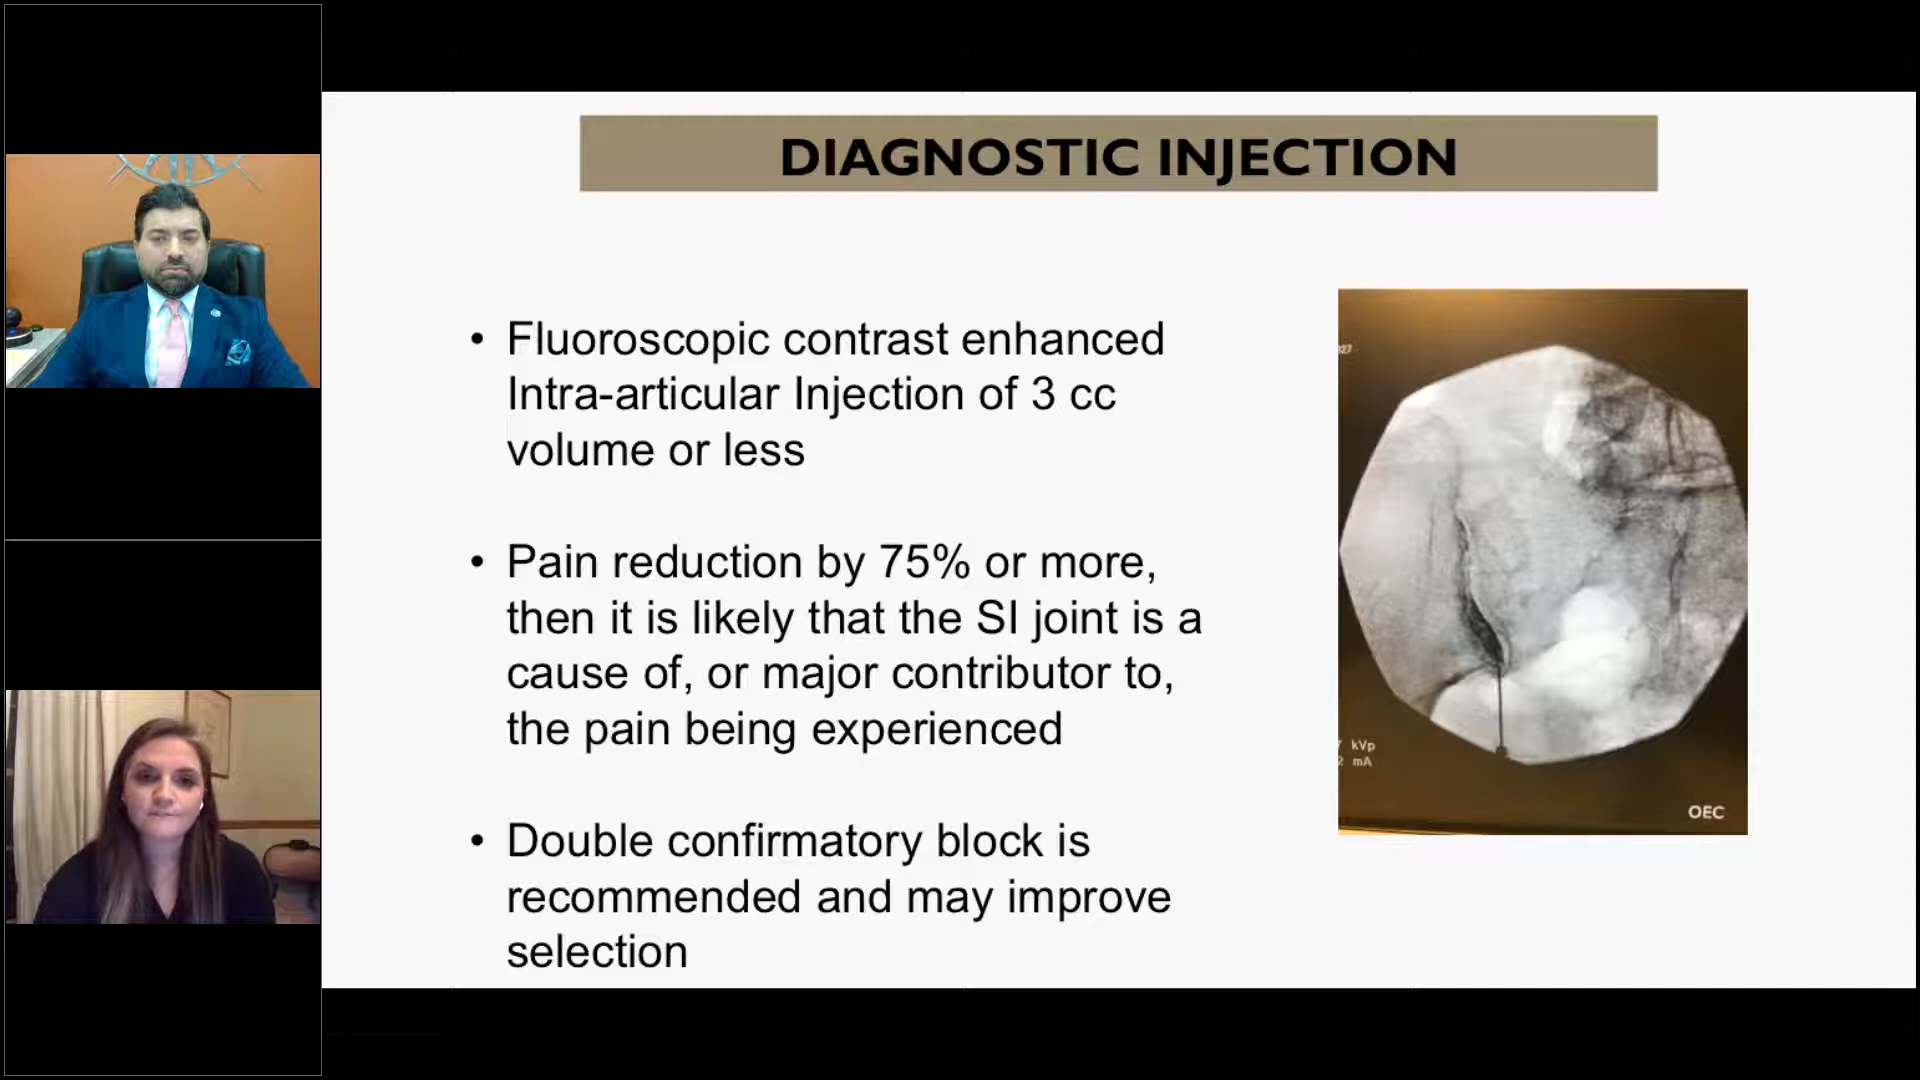 DIAGNOSTIC INJECTION
• Fluoroscopic contrast enhanced
Intra-articular Injection of 3 cc
volume or less
• Pain reduction by 75% or more,
then it is likely that the SI joint is a
cause of, or major contributor to,
the pain being experienced
• Double confirmatory block is
recommended and may improve
selection
kVp
mA
OEC